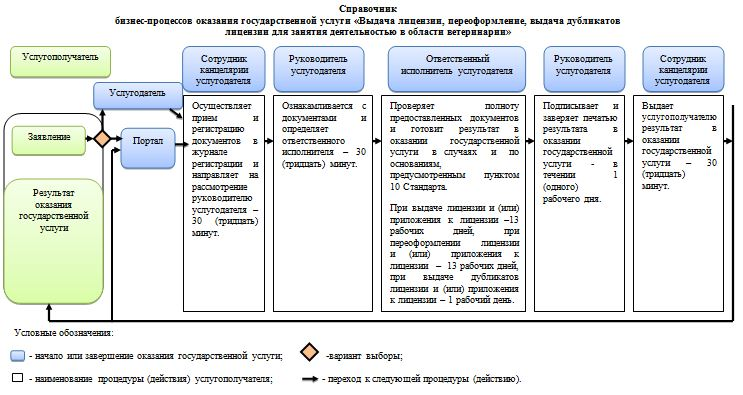 Справочник
бизнес-процессов оказания государственной услуги «Выдача лицензии, переоформление, выдача дубликатов
лицензии для занятия деятельностью в области ветеринарии»
Услугополучатель
Заявление
Результат
оказания
государственной
услуги
Услугодатель
Портал
Сотрудник
канцелярии
услугодателя
Осуществляет
прием и
регистрацию
документов в
журнале
регистрации и
направляет на
рассмотрение
руководителю
услугодателя –
30 (тридцать)
минут.
Руководитель
услугодателя
Ознакамливается с
документами и
определяет
ответственного
исполнителя – 30
(тридцать) минут.
Ответственный
исполнитель услугодателя
Проверяет полноту
предоставленных документов
и готовит результат в
оказании государственной
услуги в случаях и по
основаниям,
предусмотренным пунктом
10 Стандарта.
При выдаче лицензии и (или)
приложения к лицензии –13
рабочих дней, при
переоформлении лицензии
и (или) приложения к
лицензии – 13 рабочих дней,
при выдаче дубликатов
лицензии и (или) приложения
к лицензии – 1 рабочий день.
Руководитель
услугодателя
Подписывает и
заверяет печатью
результата в
оказании
государственной
услуги - в
течении 1
(одного)
рабочего дня.
Сотрудник
канцелярии
услугодателя
Выдает
услугополучателю
результат в
оказании
государственной
услуги – 30
(тридцать)
минут.
Условные обозначения:
- начало или завершение оказания государственной услуги;
-вариант выборы;
- наименование процедуры (действия) услугополучателя;
- переход к следующей процедуры (действию).